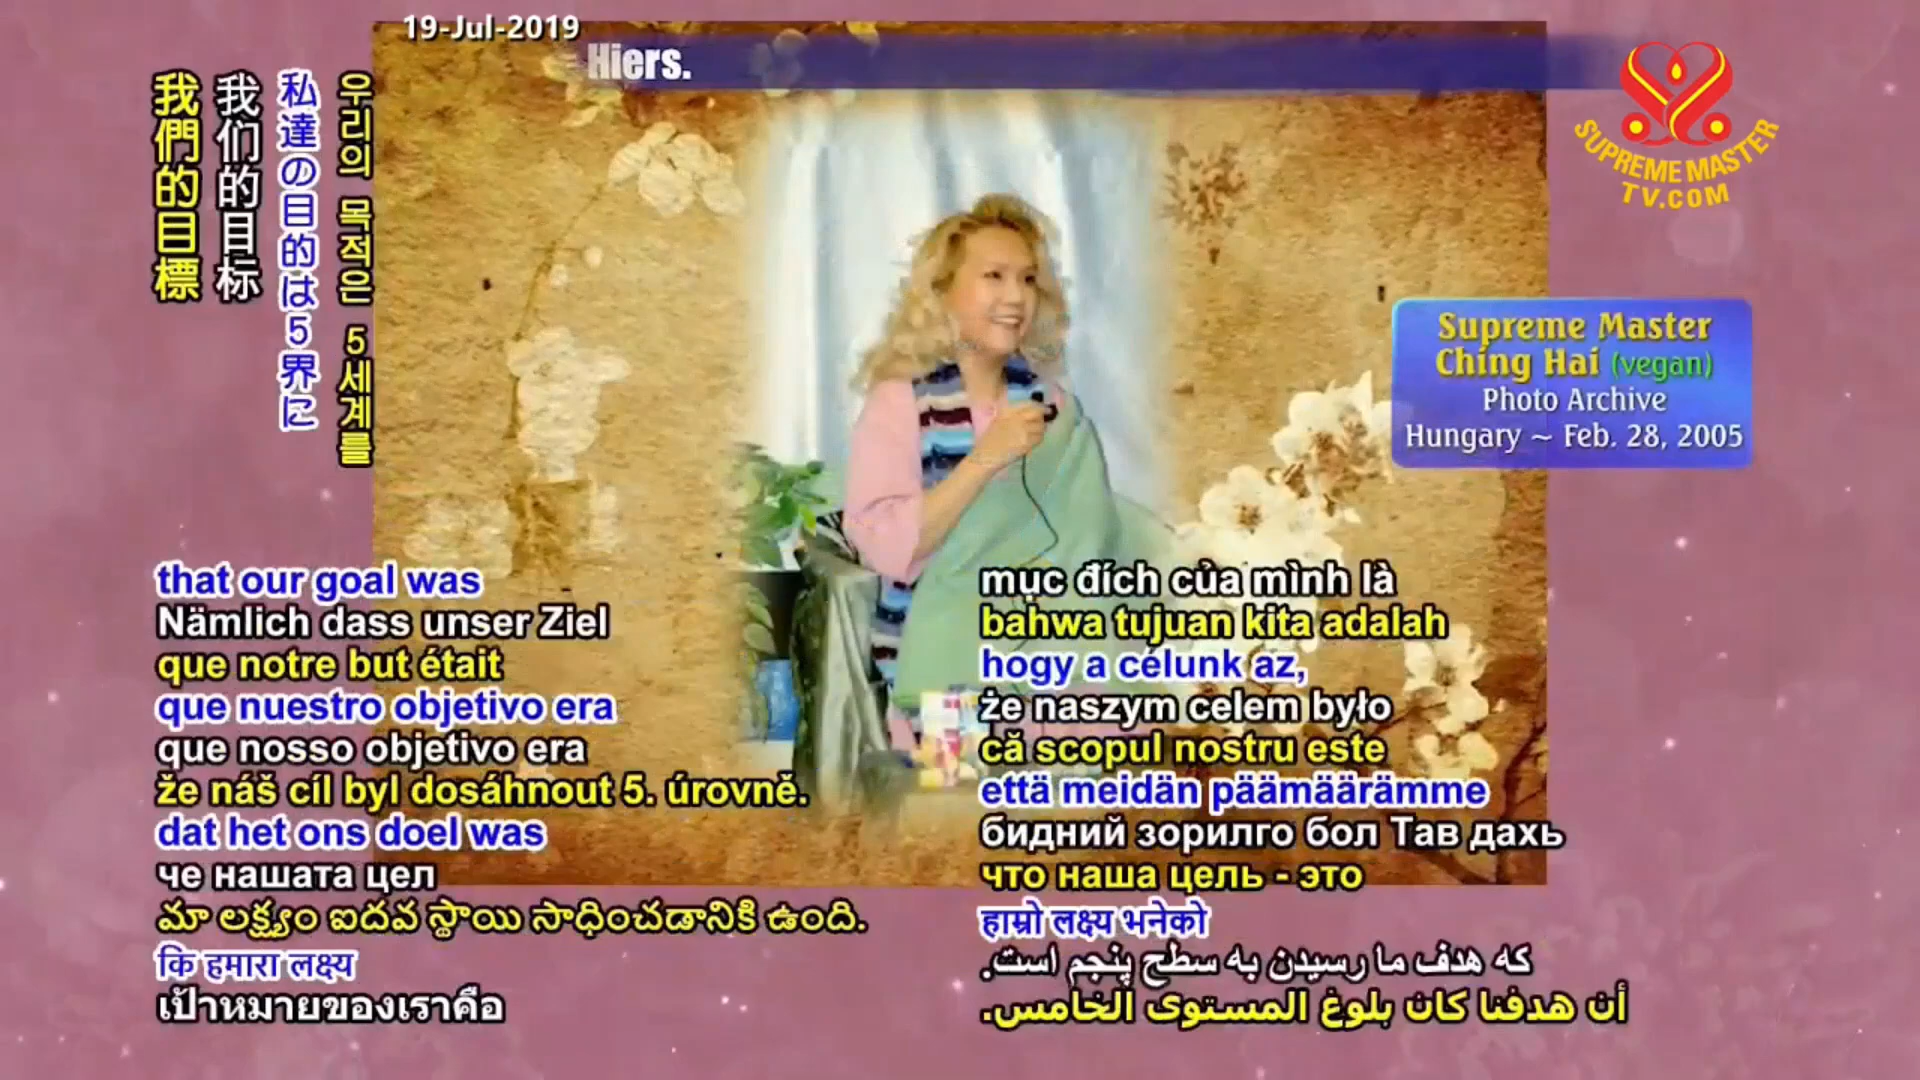 19-Jul-2019
Hiers.
SUPREME MASTER
TV.COM
我們的目標
我们的目标
私達の目的は5界に
우리의 목적은 5세계를
Supreme Master
Ching Hai (vegan)
Photo Archive
Hungary ~ Feb. 28, 2005
that our goal was
Nämlich dass unser Ziel
que notre but était
que nuestro objetivo era
que nosso objetivo era
že náš cíl byl dosáhnout 5. úrovně.
dat het ons doel was
че нашата цел
మా లక్ష్యం ఐదవ స్థాయి సాధించడానికి ఉంది.
कि हमारा लक्ष्य
เป้าหมายของเราคือ
mục đích của mình là
bahwa tujuan kita adalah
hogy a célunk az,
że naszym celem było
că scopul nostru este
että meidän päämäärämme
бидний зорилго бол Тав дахь
что наша цель - это
हाम्रो लक्ष्य भनेको
که هدف ما رسیدن به سطح پنجم است.
أن هدفنا كان بلوغ المستوى الخامس.